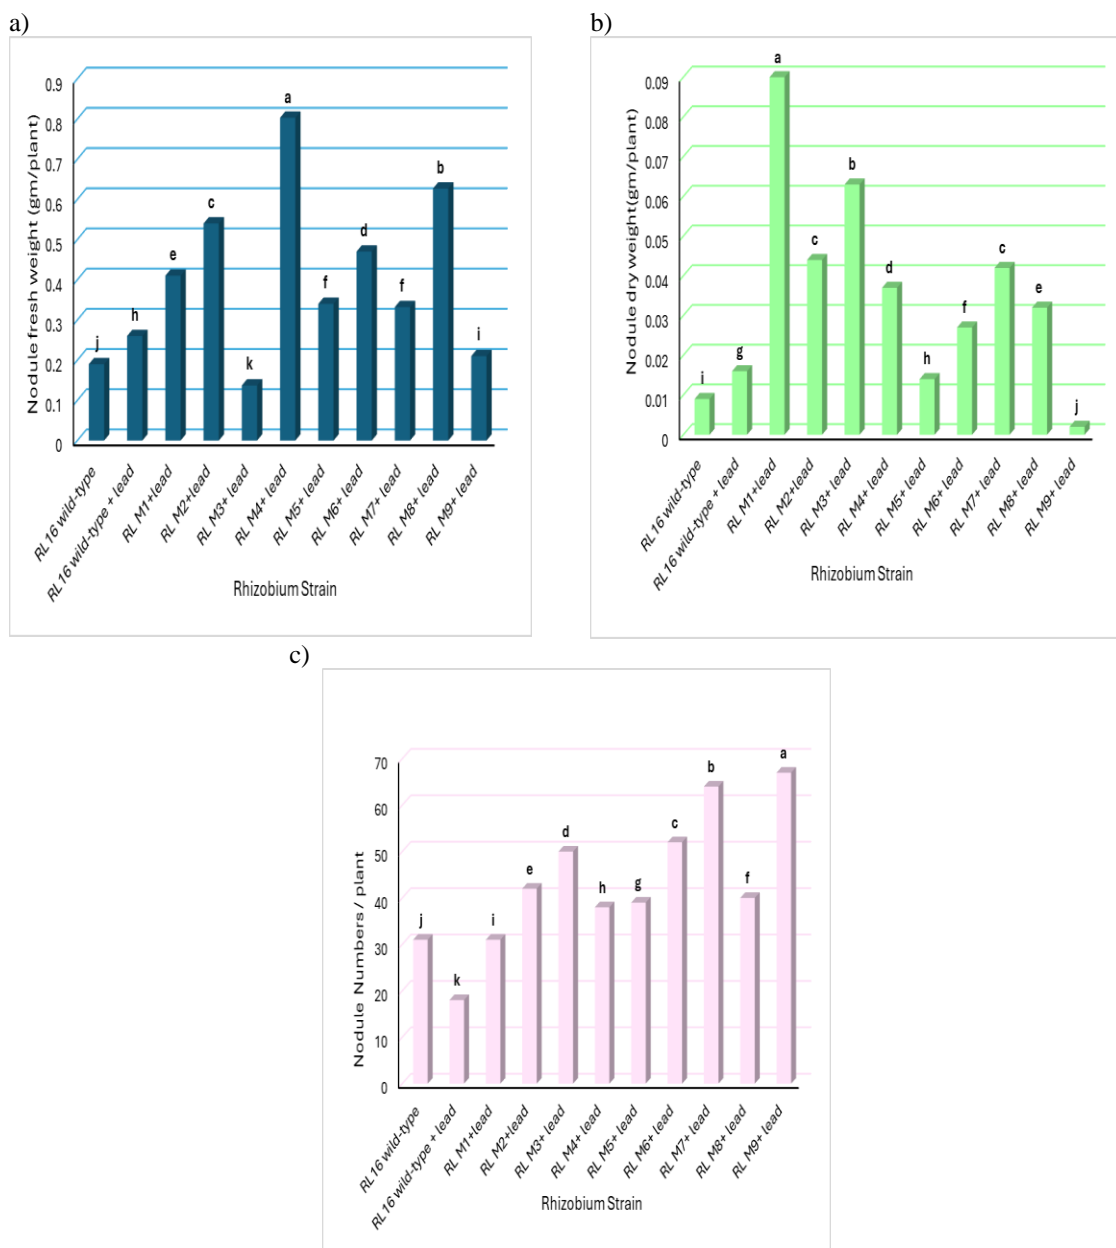 a)
Nodule fresh weight (gm/plant)
0.9
0.8
0.7
0.6
0.5
0.4
0.3
0.2
0.1
0
j
h
e
c
k
a
f
d
f
b
i
RL 16 wild-type
RL 16 wild-type + lead
RL M1+lead
RL M2+lead
RL M3+ lead
RL M4+ lead
RL M5+ lead
RL M6+ lead
RL M7+ lead
RL M8+ lead
RL M9+ lead
Rhizobium Strain
b)
Nodule dry weight(gm/plant)
0.09
0.08
0.07
0.06
0.05
0.04
0.03
0.02
0.01
0
i
g
a
c
b
d
h
f
c
e
j
RL 16 wild-type
RL 16 wild-type + lead
RL M1+lead
RL M2+lead
RL M3+ lead
RL M4+ lead
RL M5+ lead
RL M6+ lead
RL M7+ lead
RL M8+ lead
RL M9+ lead
Rhizobium Strain
c)
Nodule Numbers / plant
70
60
50
40
30
20
10
0
j
k
i
e
d
h
g
c
b
f
a
RL 16 wild-type
RL 16 wild-type + lead
RL M1+lead
RL M2+lead
RL M3+ lead
RL M4+ lead
RL M5+ lead
RL M6+ lead
RL M7+ lead
RL M8+ lead
RL M9+ lead
Rhizobium Strain